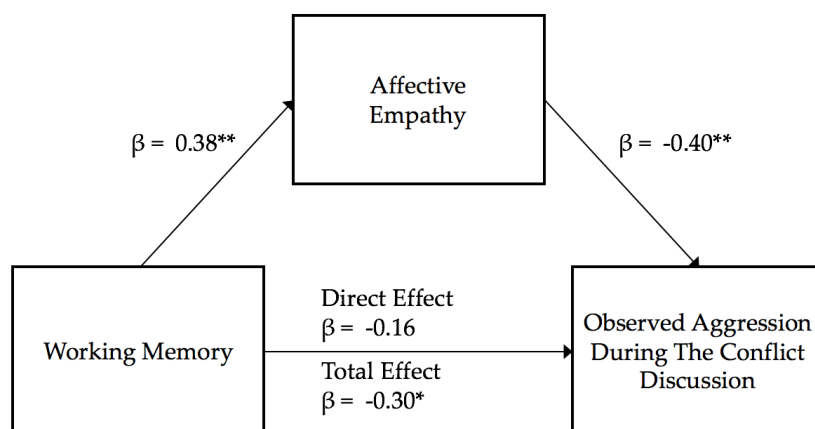 Affective
Empathy
β = 0.38**
β = -0.40**
Direct Effect
β = -0.16
Working Memory
Total Effect
β = -0.30*
Observed Aggression
During The Conflict
Discussion